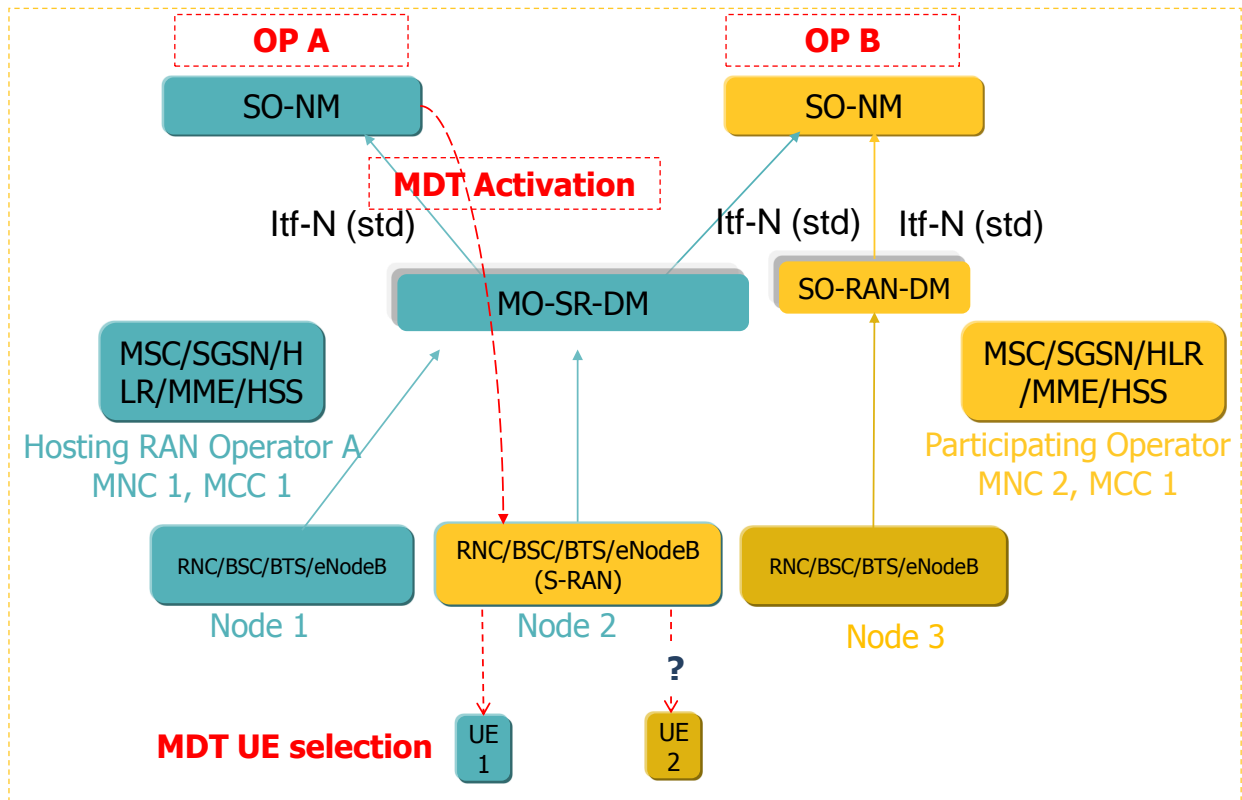 OP A
OP B
SO-NM
SO-NM
MDT Activation
Itf-N (std)
Itf-N (std)
Itf-N (std)
MO-SR-DM
SO-RAN-DM
MSC/SGSN/H
LR/MME/HSS
MSC/SGSN/HLR
/MME/HSS
Hosting RAN Operator A
MNC 1, MCC 1
Participating Operator
MNC 2, MCC 1
RNC/BSC/BTS/eNodeB
RNC/BSC/BTS/eNodeB
(S-RAN)
RNC/BSC/BTS/eNodeB
Node 1
Node 2
Node 3
?
MDT UE selection
UE
1
UE
2